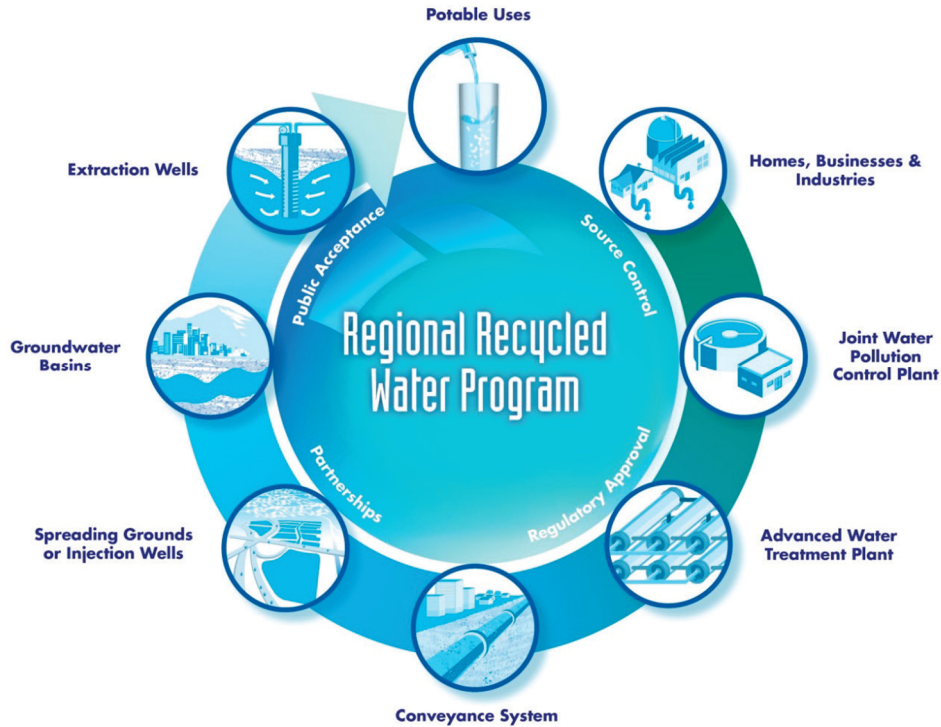 Potable Uses
Homes, Businesses &
Industries
Joint Water
Pollution
Control Plant
Advanced Water
Treatment Plant
Conveyance System
Spreading Grounds
or Injection Wells
Groundwater
Basins
Extraction Wells
Public Acceptance
Source Control
Regional Recycled
Water Program
Partnerships
Regulatory Approval